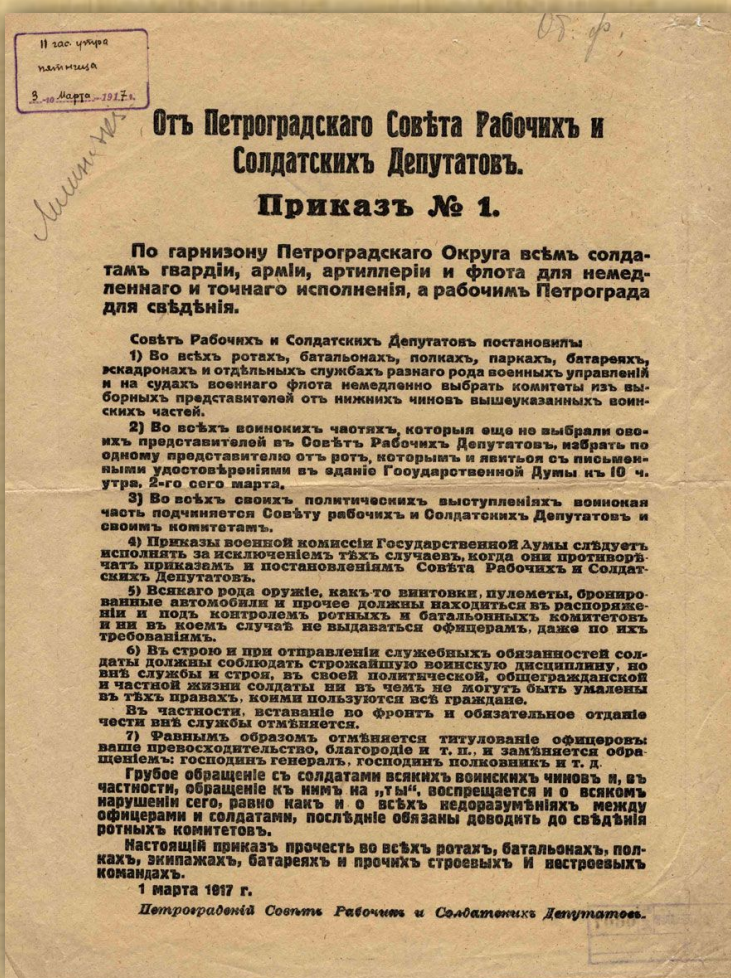 Об. ф.
11 час. утра
пятница
3 Марта 1917 г.
Отъ Петроградскаго Совѣта Рабочихъ и
Солдатскихъ Депутатовъ.
Приказъ № 1.
По гарнизону Петроградскаго Округа всѣмъ солда-
тамъ гвардіи, арміи, артиллеріи и флота для немед-
леннаго и точнаго исполненія, а рабочимъ Петрограда
для свѣдѣнія.
Совѣтъ Рабочихъ и Солдатскихъ Депутатовъ постановилъ
1) Во всѣхъ ротахъ, батальонахъ, полкахъ, паркахъ, батареяхъ,
эскадронахъ и отдѣльныхъ службахъ разнаго рода военныхъ управленій
и на судахъ военнаго флота немедленно выбрать комитеты изъ вы-
борныхъ представителей отъ нижнихъ чиновъ вышеуказанныхъ воин-
скихъ частей.
2) Во всѣхъ воинскихъ частяхъ, которыя еще не выбрали сво-
ихъ представителей въ Совѣтъ Рабочихъ Депутатовъ, избрать по
одному представителю отъ ротъ, которымъ и явиться съ письмен-
ными удостовѣреніями въ зданіе Государственной Думы къ 10 ч.
утра, 2-го сего марта.
3) Во всѣхъ своихъ политическихъ выступленіяхъ воинская
часть подчиняется Совѣту рабочихъ и Солдатскихъ Депутатовъ и
своимъ комитетамъ.
4) Приказы военной комиссіи Государственной Думы слѣдуетъ
исполнять за исключеніемъ тѣхъ случаевъ, когда они противорѣ-
чатъ приказамъ и постановленіямъ Совѣта Рабочихъ и Солдат-
скихъ Депутатовъ.
5) Всякаго рода оружіе, какъ-то винтовки, пулеметы, брониро-
ванные автомобили и прочее должны находиться въ распоряже-
ніи и подъ контролемъ ротныхъ и батальонныхъ комитетовъ
и ни въ коемъ случаѣ не выдаваться офицерамъ, даже по ихъ
требованіямъ.
6) Въ строю и при отправленіи служебныхъ обязанностей сол-
даты должны соблюдать строжайшую воинскую дисциплину, но
внѣ службы и строя, въ своей политической, общегражданской
и частной жизни солдаты ни въ чемъ не могутъ быть умалены
въ тѣхъ правахъ, коими пользуются всѣ граждане.
Въ частности, вставаніе во фронтъ и обязательное отданіе
чести внѣ службы отмѣняется.
7) Равнымъ образомъ отмѣняется титулованіе офицеровъ:
ваше превосходительство, благородіе и т. п., и замѣняется обра-
щеніемъ: господинъ генералъ, господинъ полковникъ и т. д.
Грубое обращеніе съ солдатами всякихъ воинскихъ чиновъ и, въ
частности, обращеніе къ нимъ на „ты“, воспрещается и о всякомъ
нарушеніи сего, равно какъ и о всѣхъ недоразумѣніяхъ между
офицерами и солдатами, послѣдніе обязаны доводить до свѣдѣнія
ротныхъ комитетовъ.
Настоящій приказъ прочесть во всѣхъ ротахъ, батальонахъ, пол-
кахъ, экипажахъ, батареяхъ и прочихъ строевыхъ и нестроевыхъ
командахъ.
1 марта 1917 г.
Петроградскій Совѣтъ Рабочихъ и Солдатскихъ Депутатовъ.